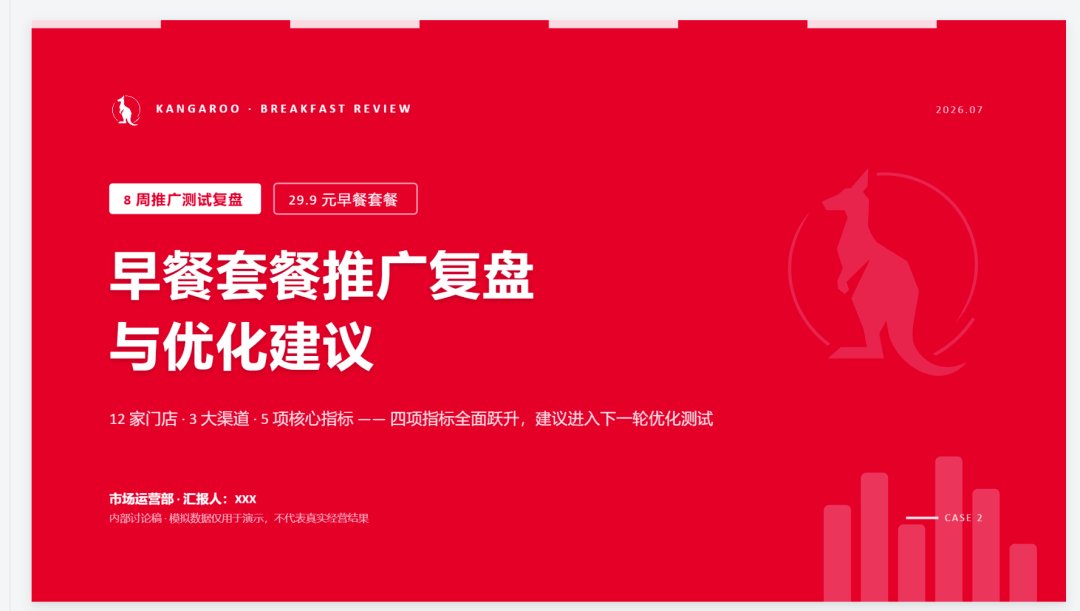 KANGAROO · BREAKFAST REVIEW
2026.07
8 周推广测试复盘
29.9 元早餐套餐
早餐套餐推广复盘
与优化建议
12 家门店 · 3 大渠道 · 5 项核心指标 —— 四项指标全面跃升，建议进入下一轮优化测试
市场运营部 · 汇报人：XXX
内部讨论稿 · 模拟数据仅用于演示，不代表真实经营结果
CASE 2